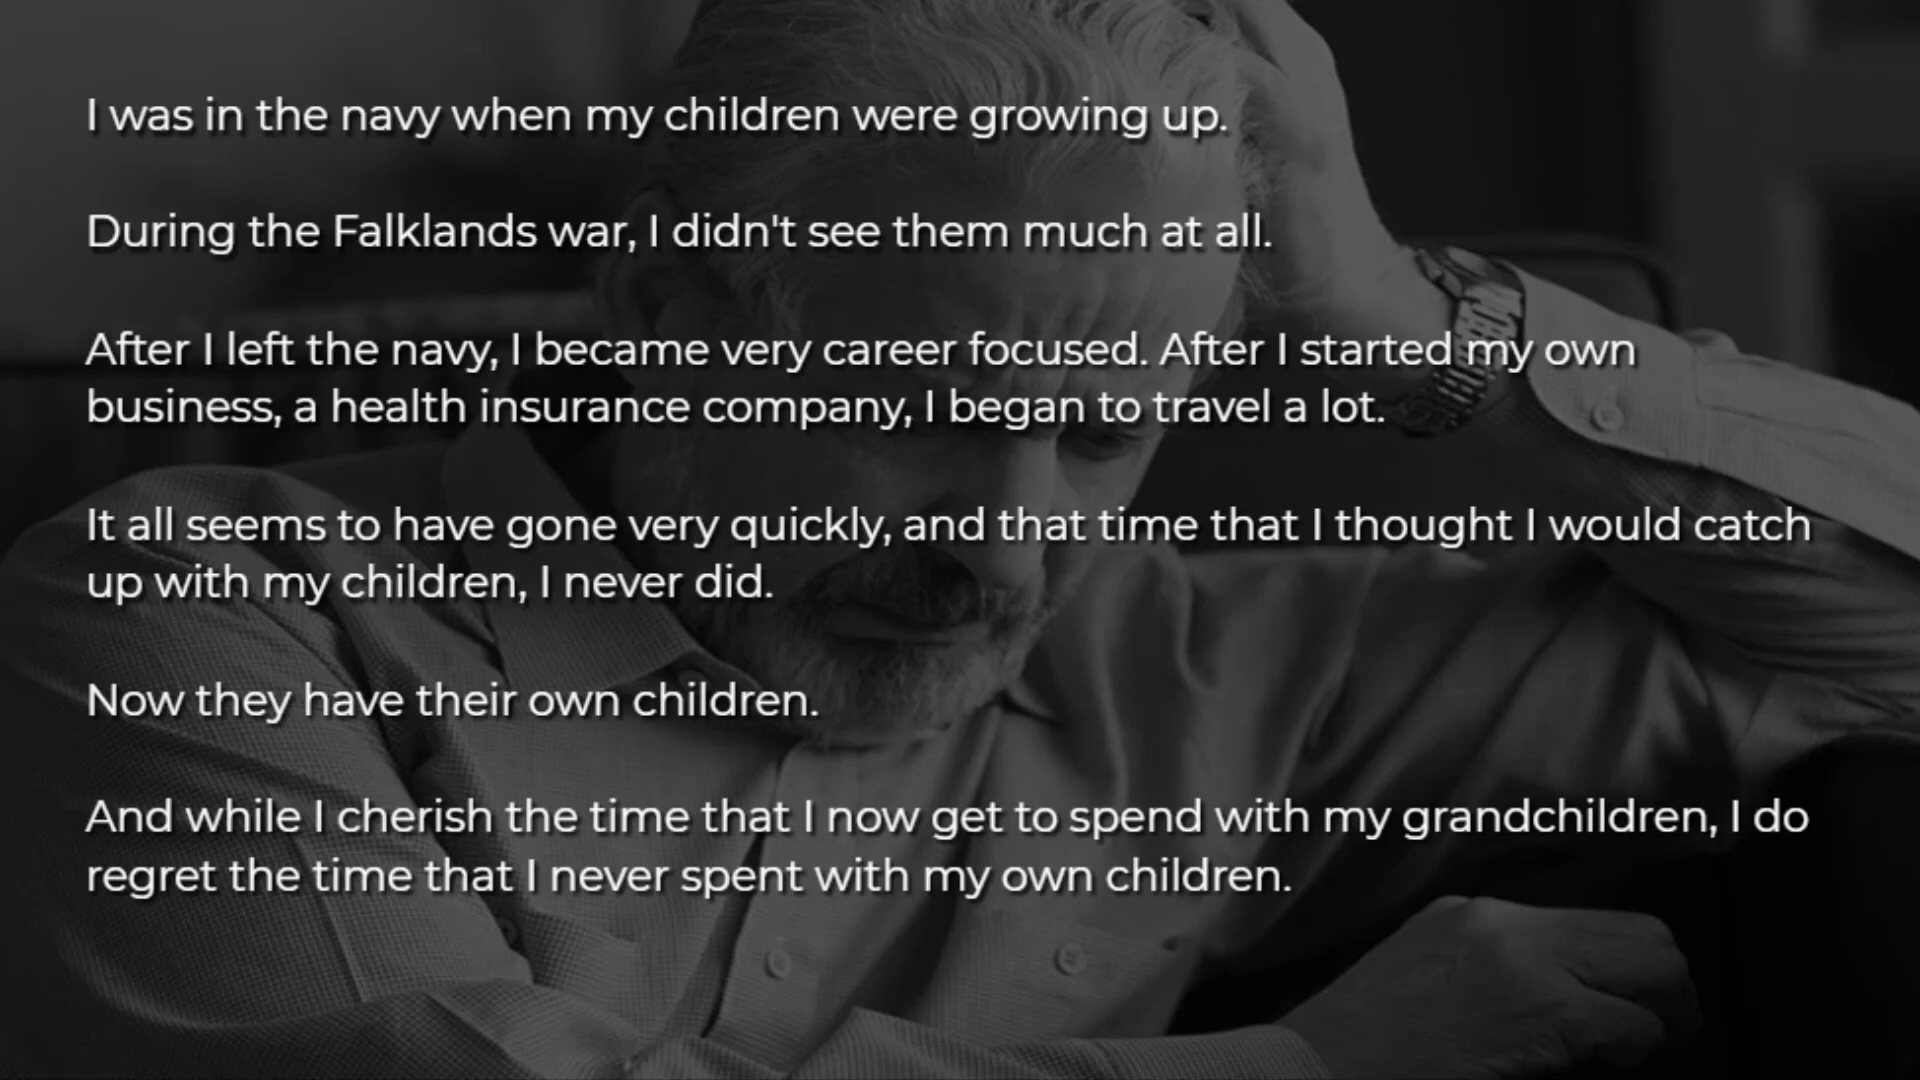 I was in the navy when my children were growing up.
During the Falklands war, I didn't see them much at all.
After I left the navy, I became very career focused. After I started my own
business, a health insurance company, I began to travel a lot.
It all seems to have gone very quickly, and that time that I thought I would catch
up with my children, I never did.
Now they have their own children.
And while I cherish the time that I now get to spend with my grandchildren, I do
regret the time that I never spent with my own children.